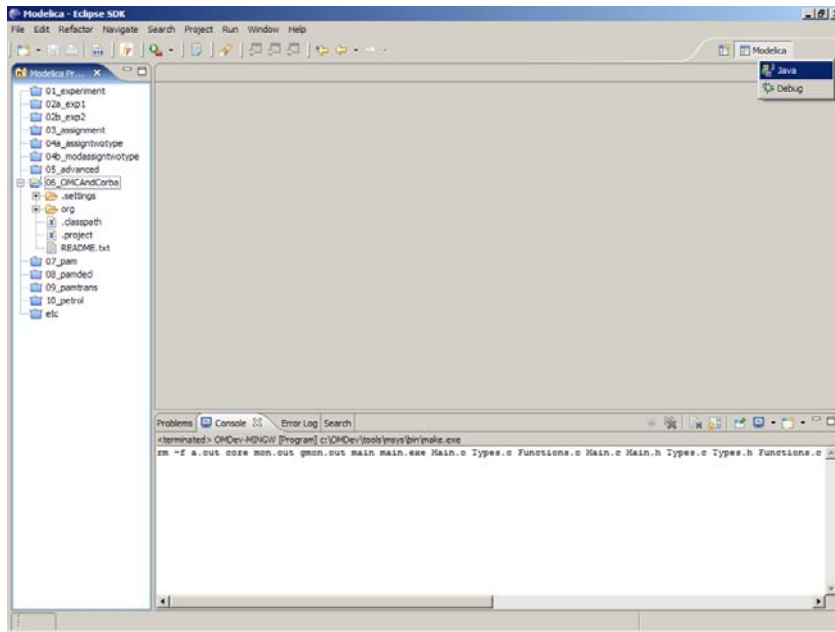 Modelica - Eclipse SDK
File Edit Refactor Navigate Search Project Run Window Help
Modelica
Java
Debug
Modelica Pr...
01_experiment
02a_exp1
02b_exp2
03_assignment
04a_assigntwotype
04b_modassigntwotype
05_advanced
06_OMCAndCorba
.settings
org
.classpath
.project
README.txt
07_pam
08_pamdecl
09_pamtrans
10_petrol
etc
Problems Console Error Log Search
<terminated> OMDev-MINGW [Program] c:\OMDev\tools\msys\bin\make.exe
rm -f a.out core mon.out gmon.out main main.exe Main.o Types.o Functions.o Main.c Main.h Types.c Types.h Functions.c